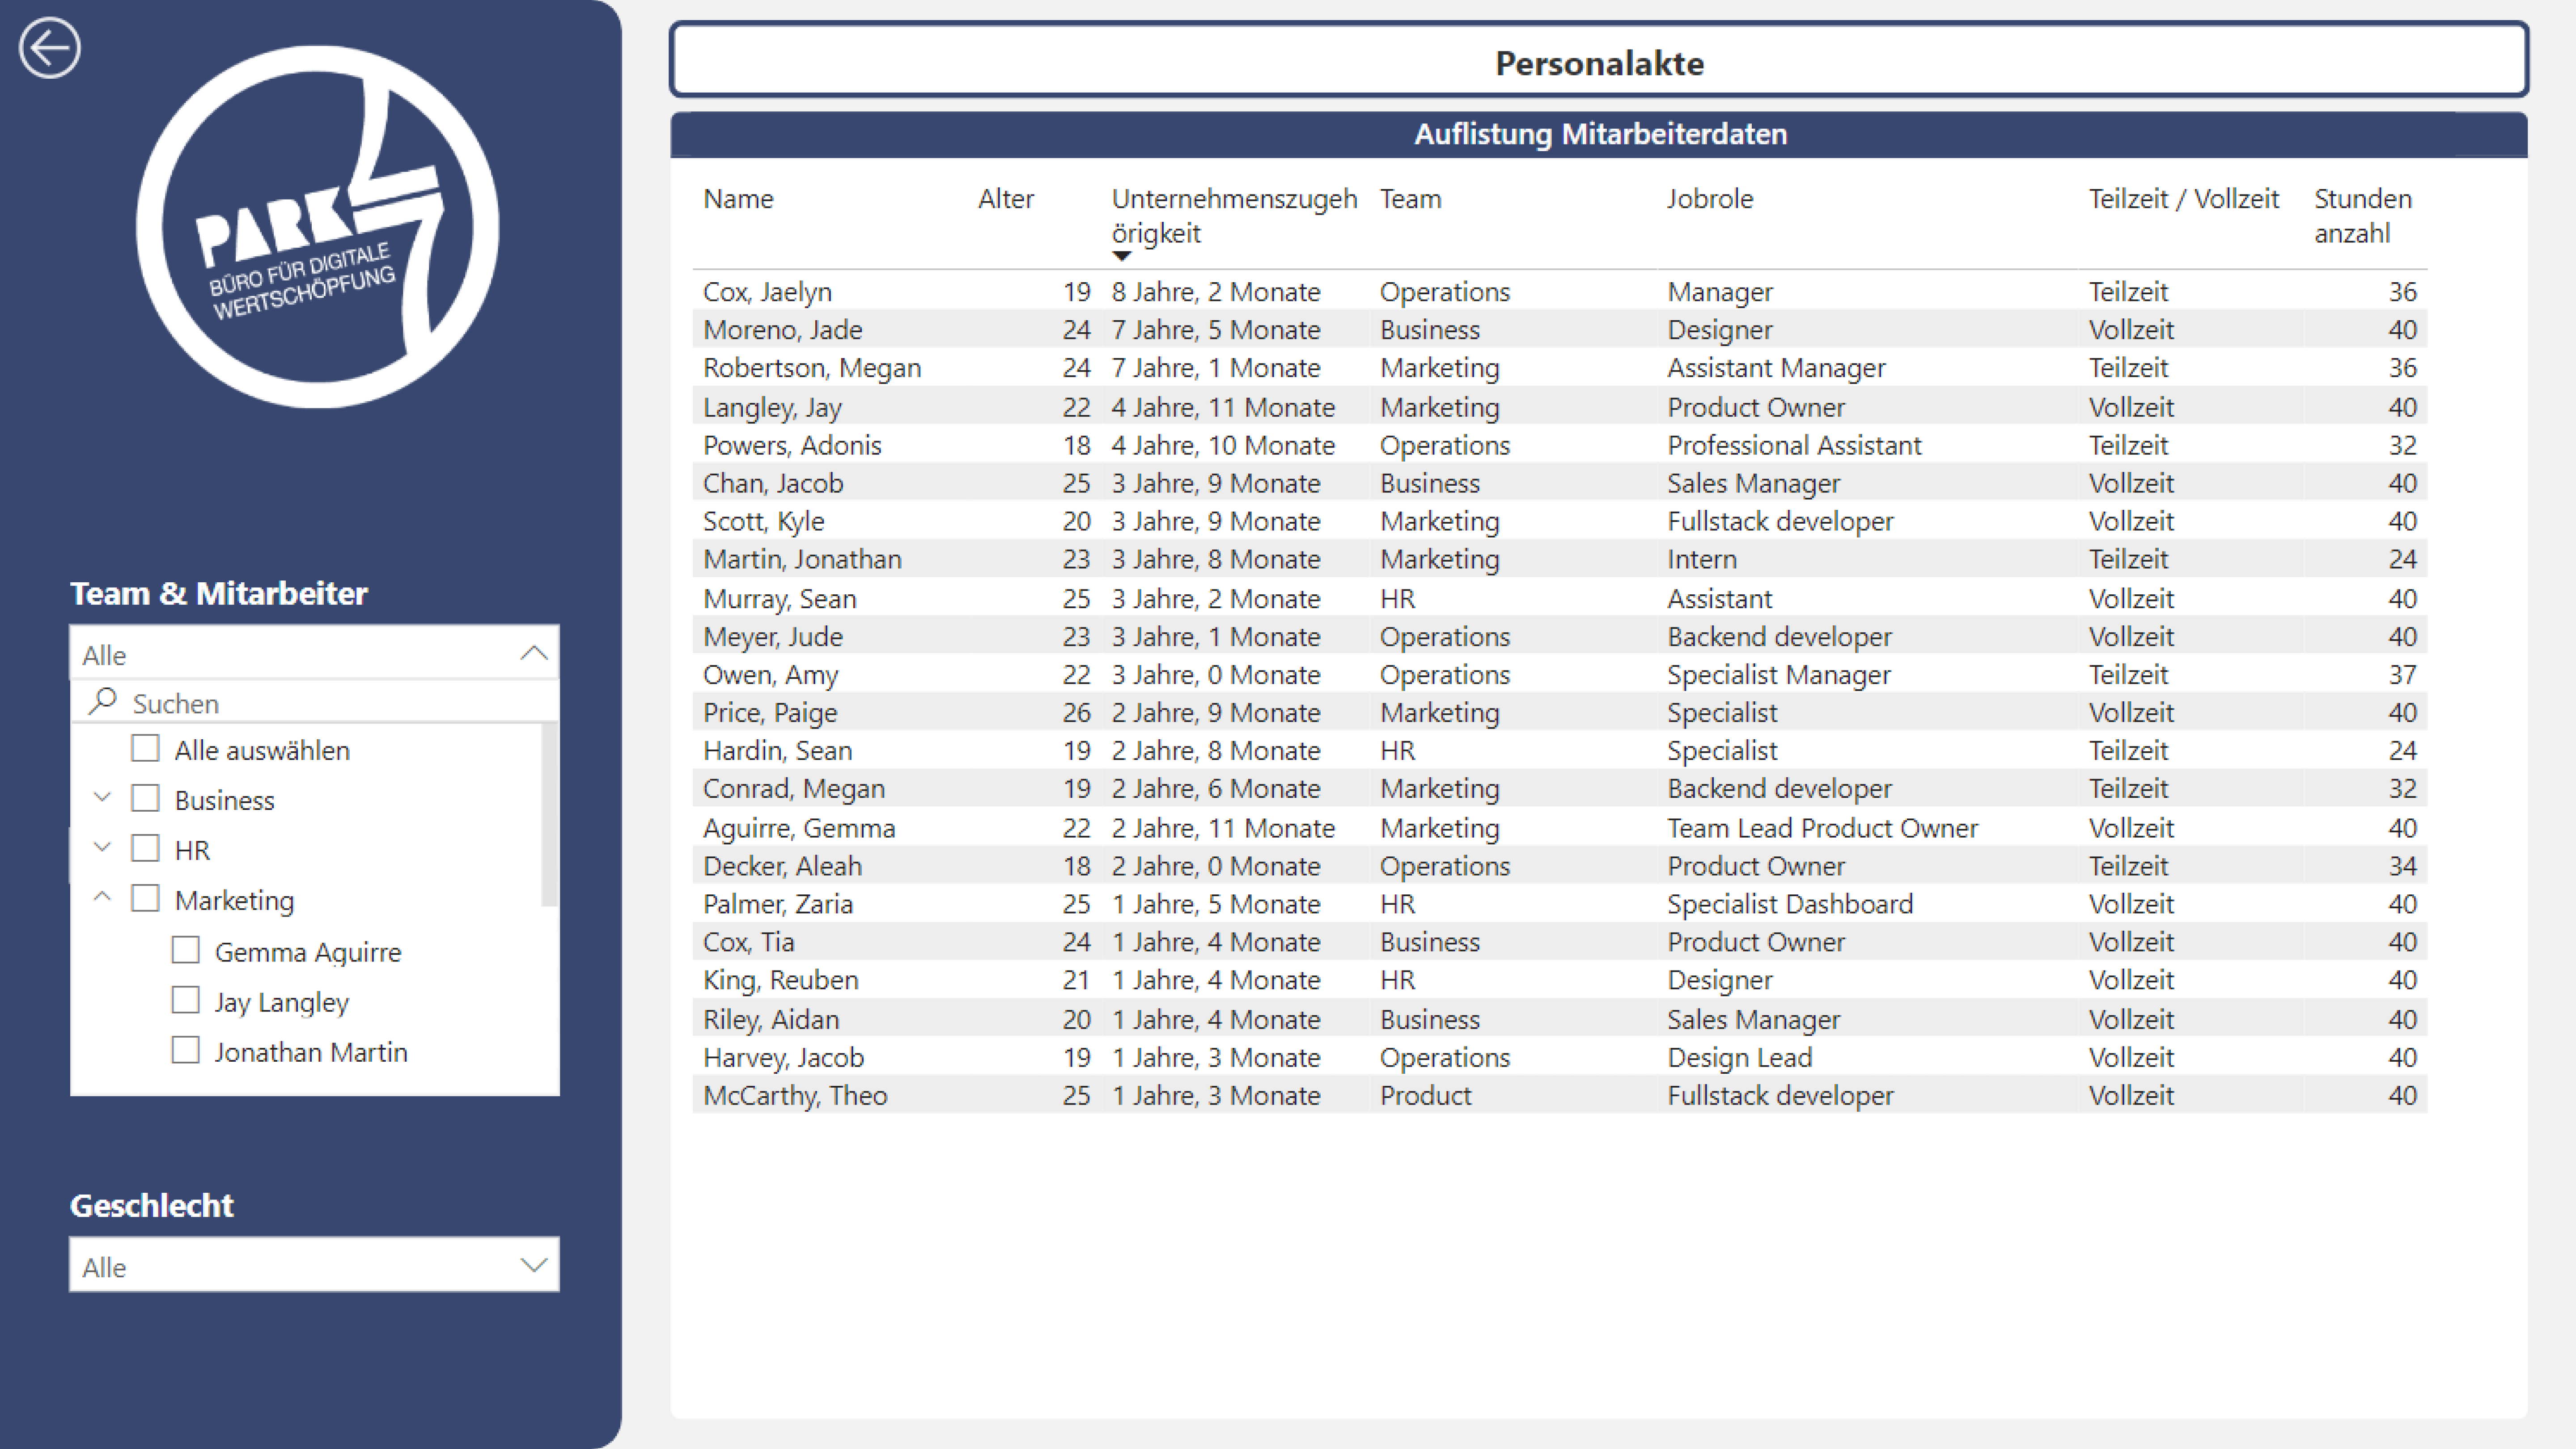 PARK
BÜRO FÜR DIGITALE
WERTSCHÖPFUNG
Team & Mitarbeiter
Alle
Suchen
Alle auswählen
Business
HR
Marketing
Gemma Aguirre
Jay Langley
Jonathan Martin
Geschlecht
Alle
Personalakte
Auflistung Mitarbeiterdaten
Name Alter Unternehmenszugeh Team Jobrole Teilzeit / Vollzeit Stunden
örigkeit anzahl
Cox, Jaelyn 19 8 Jahre, 2 Monate Operations Manager Teilzeit 36
Moreno, Jade 24 7 Jahre, 5 Monate Business Designer Vollzeit 40
Robertson, Megan 24 7 Jahre, 1 Monate Marketing Assistant Manager Teilzeit 36
Langley, Jay 22 4 Jahre, 11 Monate Marketing Product Owner Vollzeit 40
Powers, Adonis 18 4 Jahre, 10 Monate Operations Professional Assistant Teilzeit 32
Chan, Jacob 25 3 Jahre, 9 Monate Business Sales Manager Vollzeit 40
Scott, Kyle 20 3 Jahre, 9 Monate Marketing Fullstack developer Vollzeit 40
Martin, Jonathan 23 3 Jahre, 8 Monate Marketing Intern Teilzeit 24
Murray, Sean 25 3 Jahre, 2 Monate HR Assistant Vollzeit 40
Meyer, Jude 23 3 Jahre, 1 Monate Operations Backend developer Vollzeit 40
Owen, Amy 22 3 Jahre, 0 Monate Operations Specialist Manager Teilzeit 37
Price, Paige 26 2 Jahre, 9 Monate Marketing Specialist Vollzeit 40
Hardin, Sean 19 2 Jahre, 8 Monate HR Specialist Teilzeit 24
Conrad, Megan 19 2 Jahre, 6 Monate Marketing Backend developer Teilzeit 32
Aguirre, Gemma 22 2 Jahre, 11 Monate Marketing Team Lead Product Owner Vollzeit 40
Decker, Aleah 18 2 Jahre, 0 Monate Operations Product Owner Teilzeit 34
Palmer, Zaria 25 1 Jahre, 5 Monate HR Specialist Dashboard Vollzeit 40
Cox, Tia 24 1 Jahre, 4 Monate Business Product Owner Vollzeit 40
King, Reuben 21 1 Jahre, 4 Monate HR Designer Vollzeit 40
Riley, Aidan 20 1 Jahre, 4 Monate Business Sales Manager Vollzeit 40
Harvey, Jacob 19 1 Jahre, 3 Monate Operations Design Lead Vollzeit 40
McCarthy, Theo 25 1 Jahre, 3 Monate Product Fullstack developer Vollzeit 40